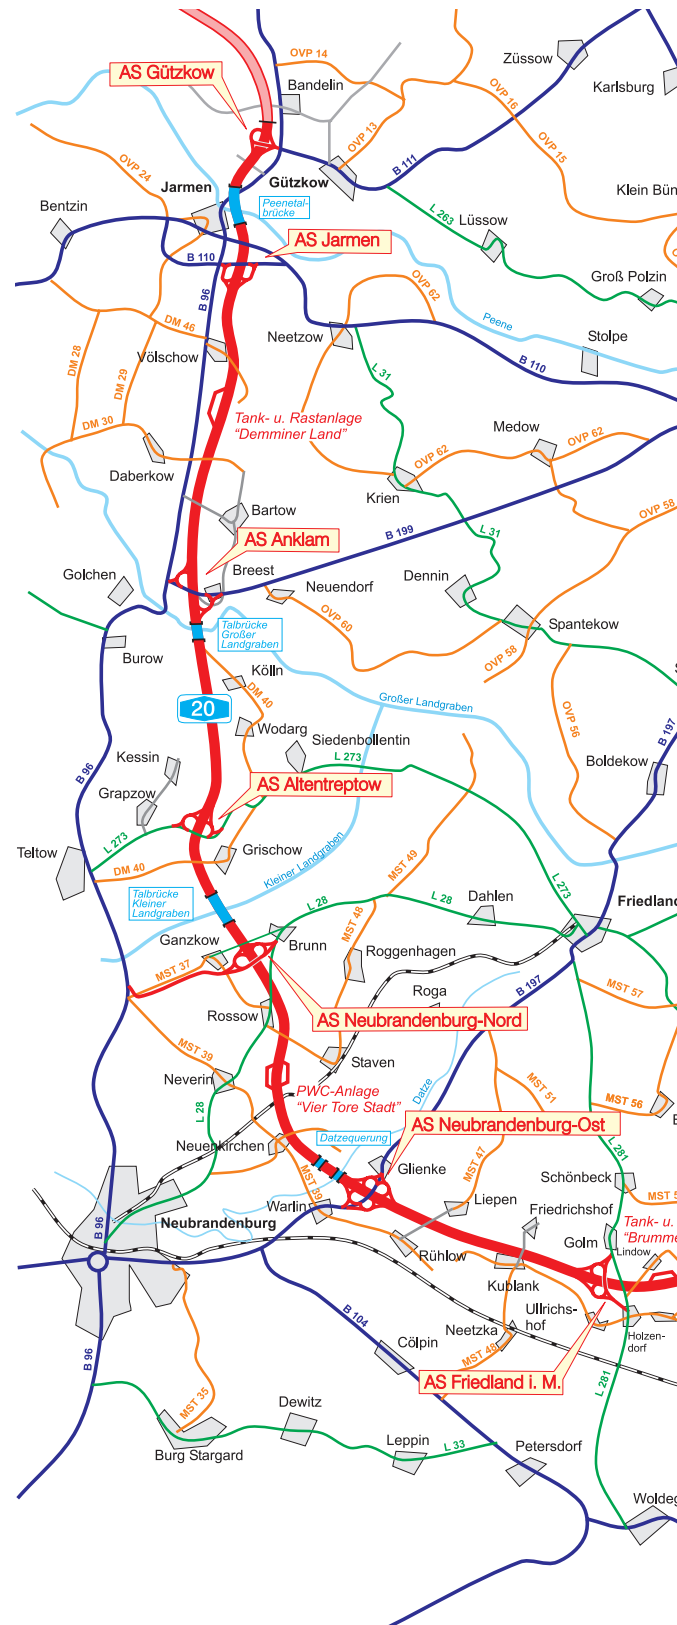 OVP 14
Züssow
AS Gützkow
Bandelin
Karlsburg
OVP 16
OVP 13
OVP 15
B 111
OVP 24
Jarmen
Gützkow
Klein Bün
Bentzin
Peenetal-
brücke
L 263
Lüssow
AS Jarmen
B 110
Groß Polzin
B 96
OVP 62
Peene
DM 46
Neetzow
Stolpe
DM 28
Völschow
B 110
DM 29
L 31
Tank- u. Rastanlage
"Demminer Land"
DM 30
Medow
OVP 62
OVP 62
Daberkow
Krien
Bartow
OVP 58
L 31
B 199
AS Anklam
Golchen
Breest
Neuendorf
Dennin
Talbrücke
Großer
Landgraben
OVP 60
Spantekow
Burow
OVP 58
Kölln
DM 40
20
Großer Landgraben
OVP 56
B 197
Wodarg
Siedenbollentin
L 273
Kessin
Boldekow
B 96
AS Altentreptow
Grapzow
L 273
Teltow
Grischow
MST 49
DM 40
Kleiner Landgraben
Talbrücke
Kleiner
Landgraben
L 273
L 28
L 28
Dahlen
Friedland
MST 48
Ganzkow
Brunn
Roggenhagen
MST 37
B 197
MST 57
Roga
Rossow
AS Neubrandenburg-Nord
MST 39
Staven
Neverin
PWC-Anlage
"Vier Tore Stadt"
Datze
MST 51
MST 56
L 28
AS Neubrandenburg-Ost
Neuenkirchen
Datzequerung
L 281
MST 47
Glienke
Schönbeck
MST 39
Warlin
Liepen
MST 5
Neubrandenburg
Friedrichshof
Tank- u.
"Brumme
B 96
Golm
Lindow
Rühlow
Kublank
Ullrichs-
hof
B 104
Neetzka
Holzen-
dorf
Cölpin
MST 48
B 96
AS Friedland i. M.
L 281
MST 35
Dewitz
Burg Stargard
Leppin
L 33
Petersdorf
Woldeg